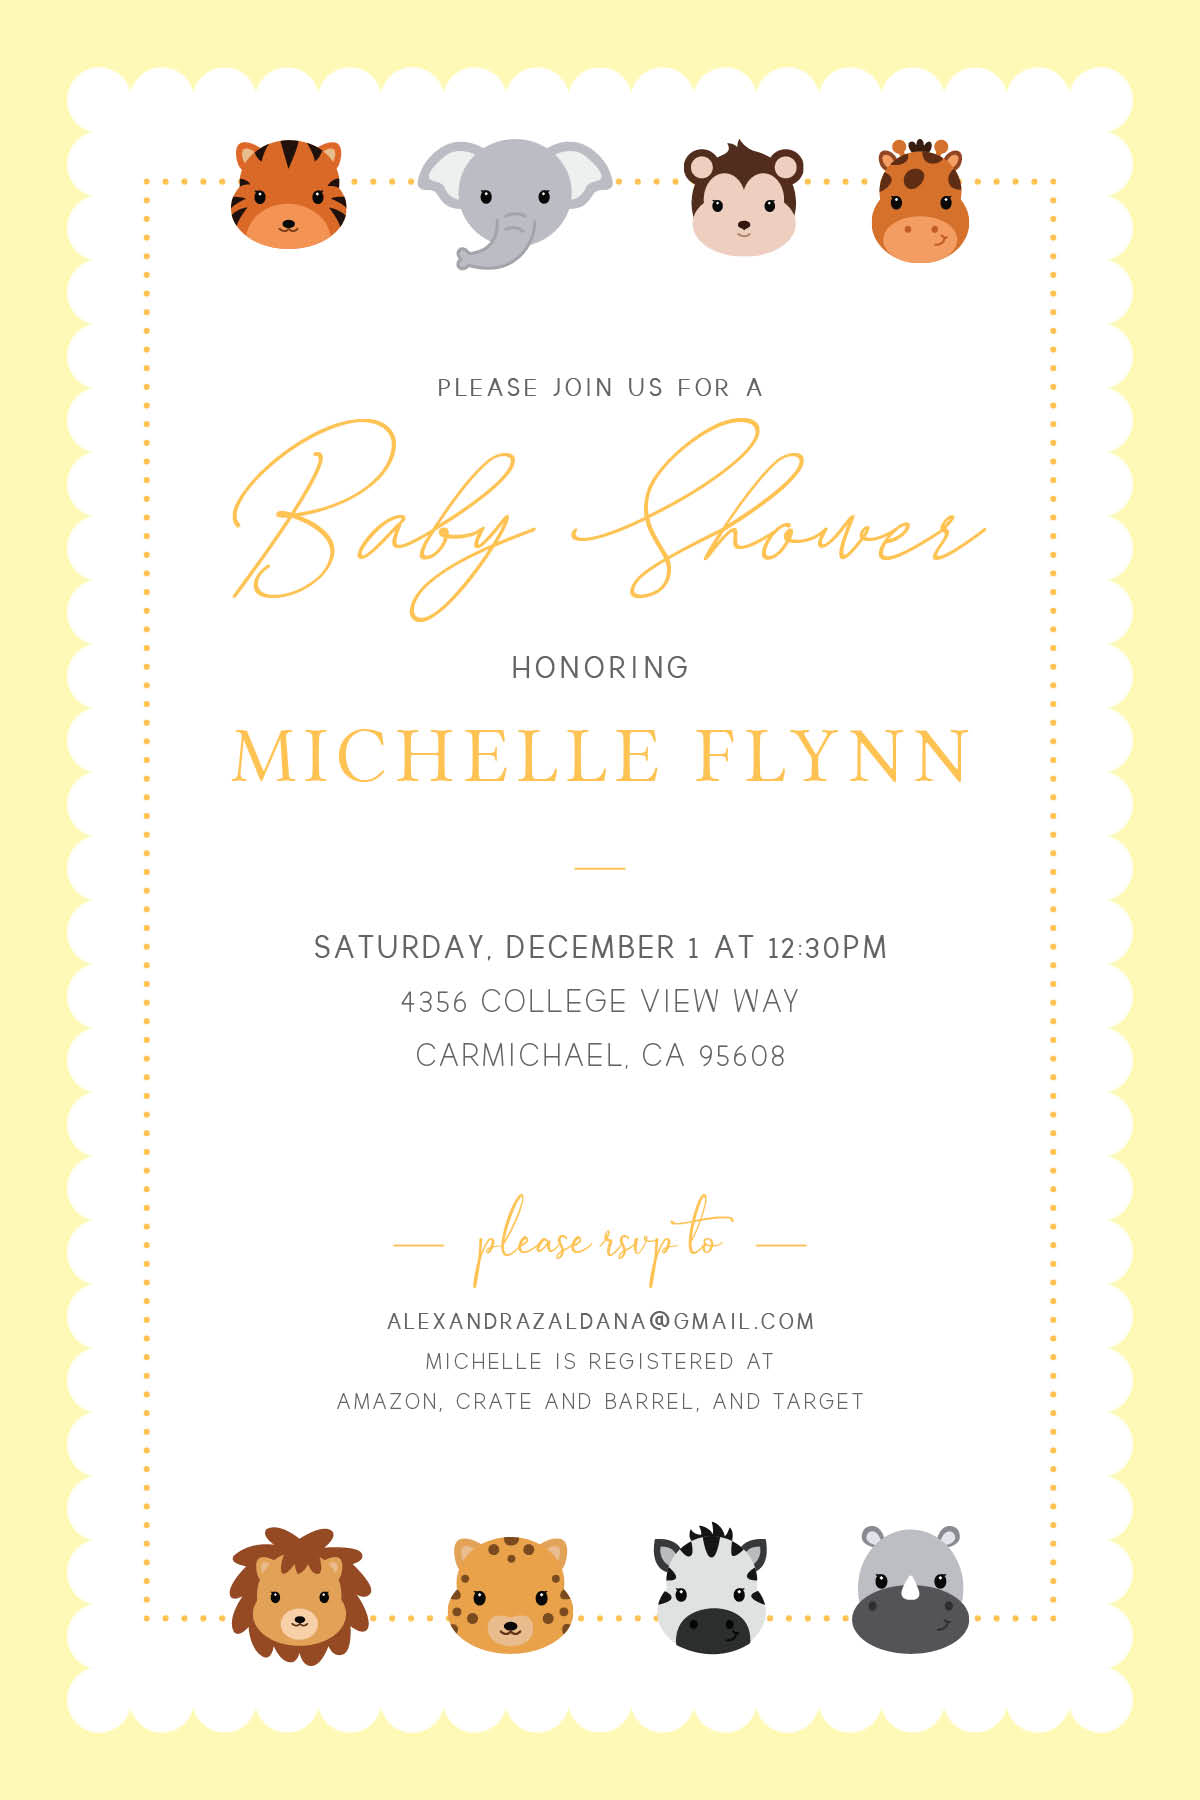 PLEASE JOIN US FOR A
Baby Shower
HONORING
MICHELLE FLYNN
SATURDAY, DECEMBER 1 AT 12:30PM
4356 COLLEGE VIEW WAY
CARMICHAEL, CA 95608
please rsvp to
ALEXANDRAZALDANA@GMAIL.COM
MICHELLE IS REGISTERED AT
AMAZON, CRATE AND BARREL, AND TARGET